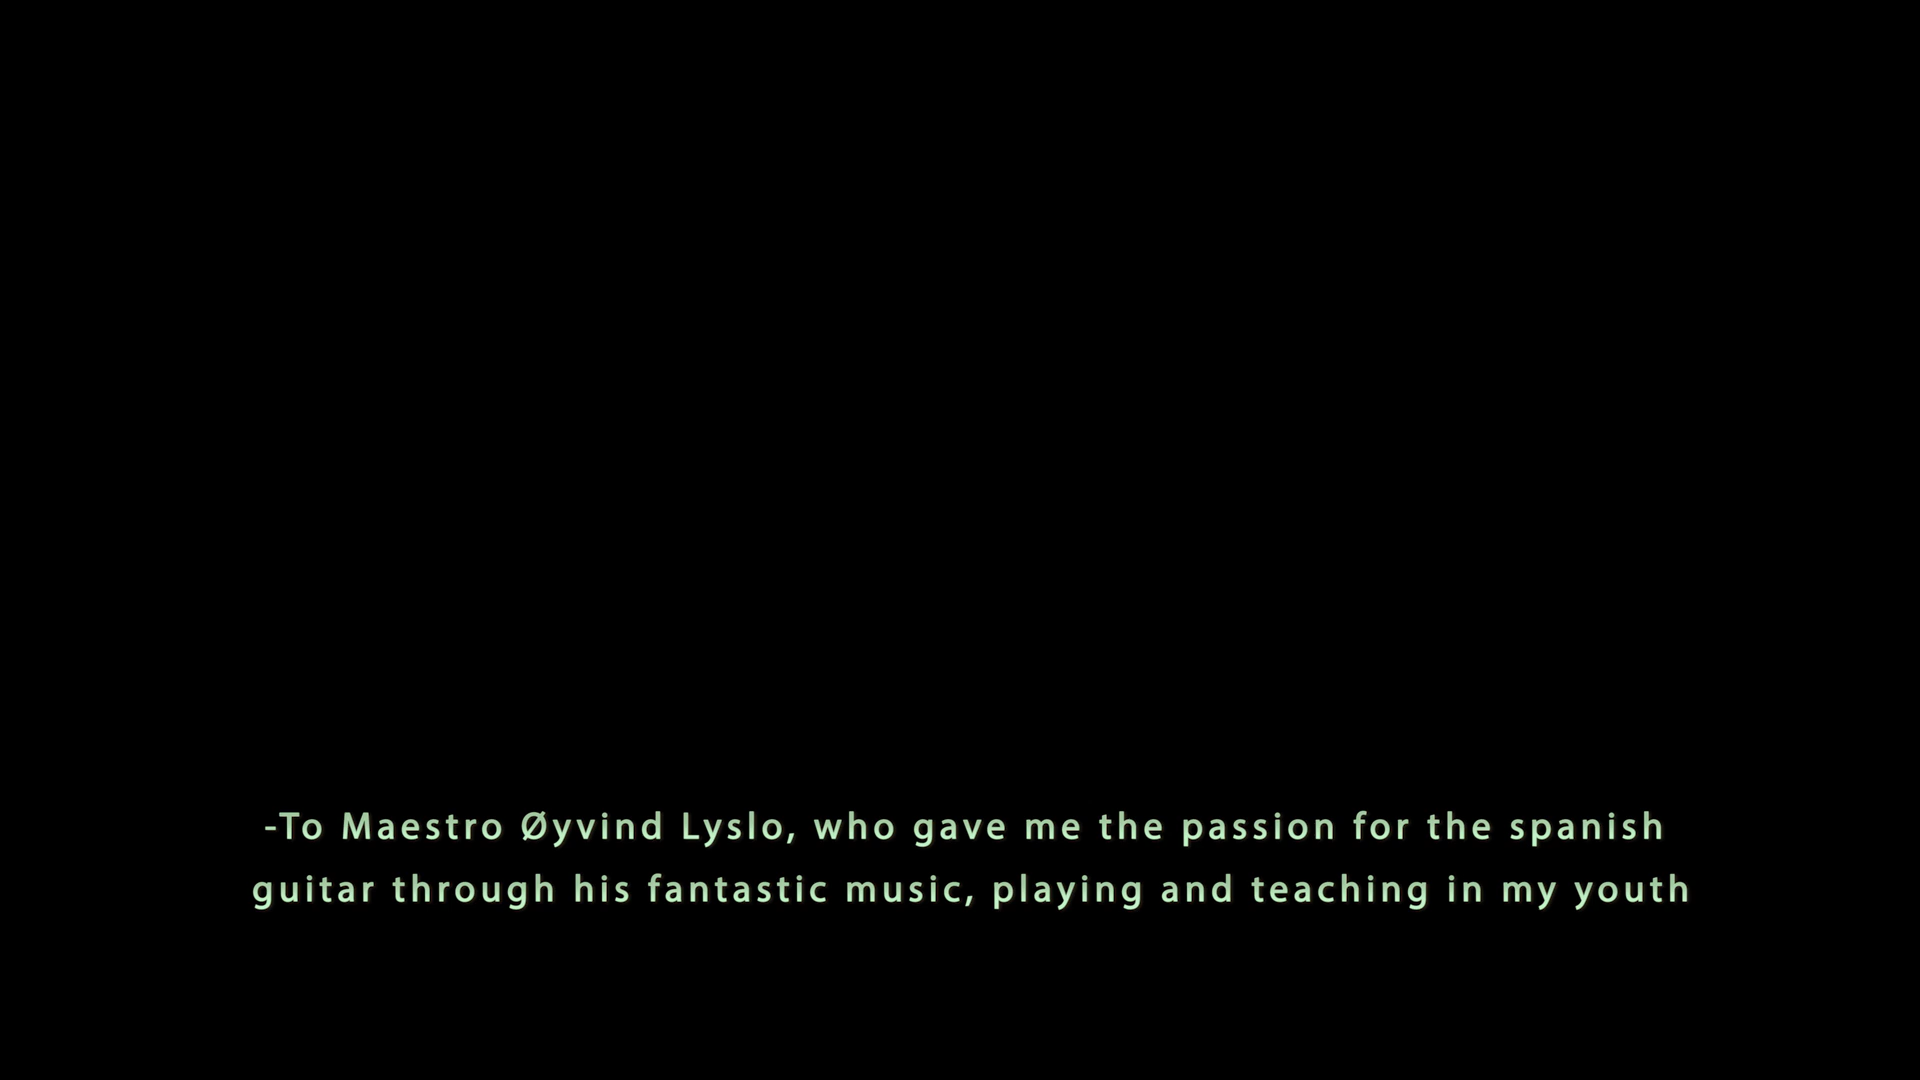 -To Maestro Øyvind Lyslo, who gave me the passion for the spanish
guitar through his fantastic music, playing and teaching in my youth